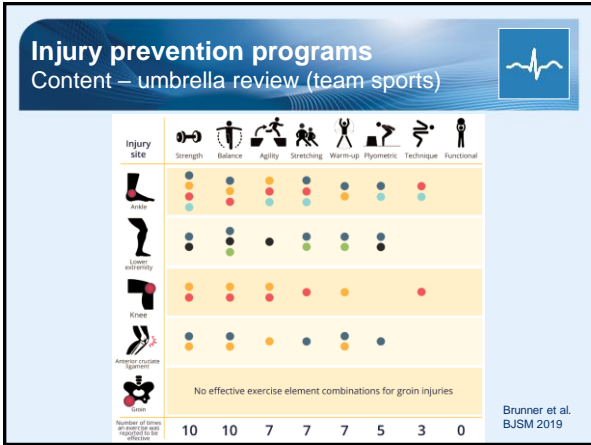 Injury prevention programs
Content – umbrella review (team sports)
Injury
site
Strength Balance Agility Stretching Warm-up Plyometric Technique Functional
Ankle
Lower
extremity
Knee
Anterior cruciate
ligament
No effective exercise element combinations for groin injuries
Groin
Number of times
an exercise was
reported to be
effective
10 10 7 7 7 5 3 0
Brunner et al.
BJSM 2019